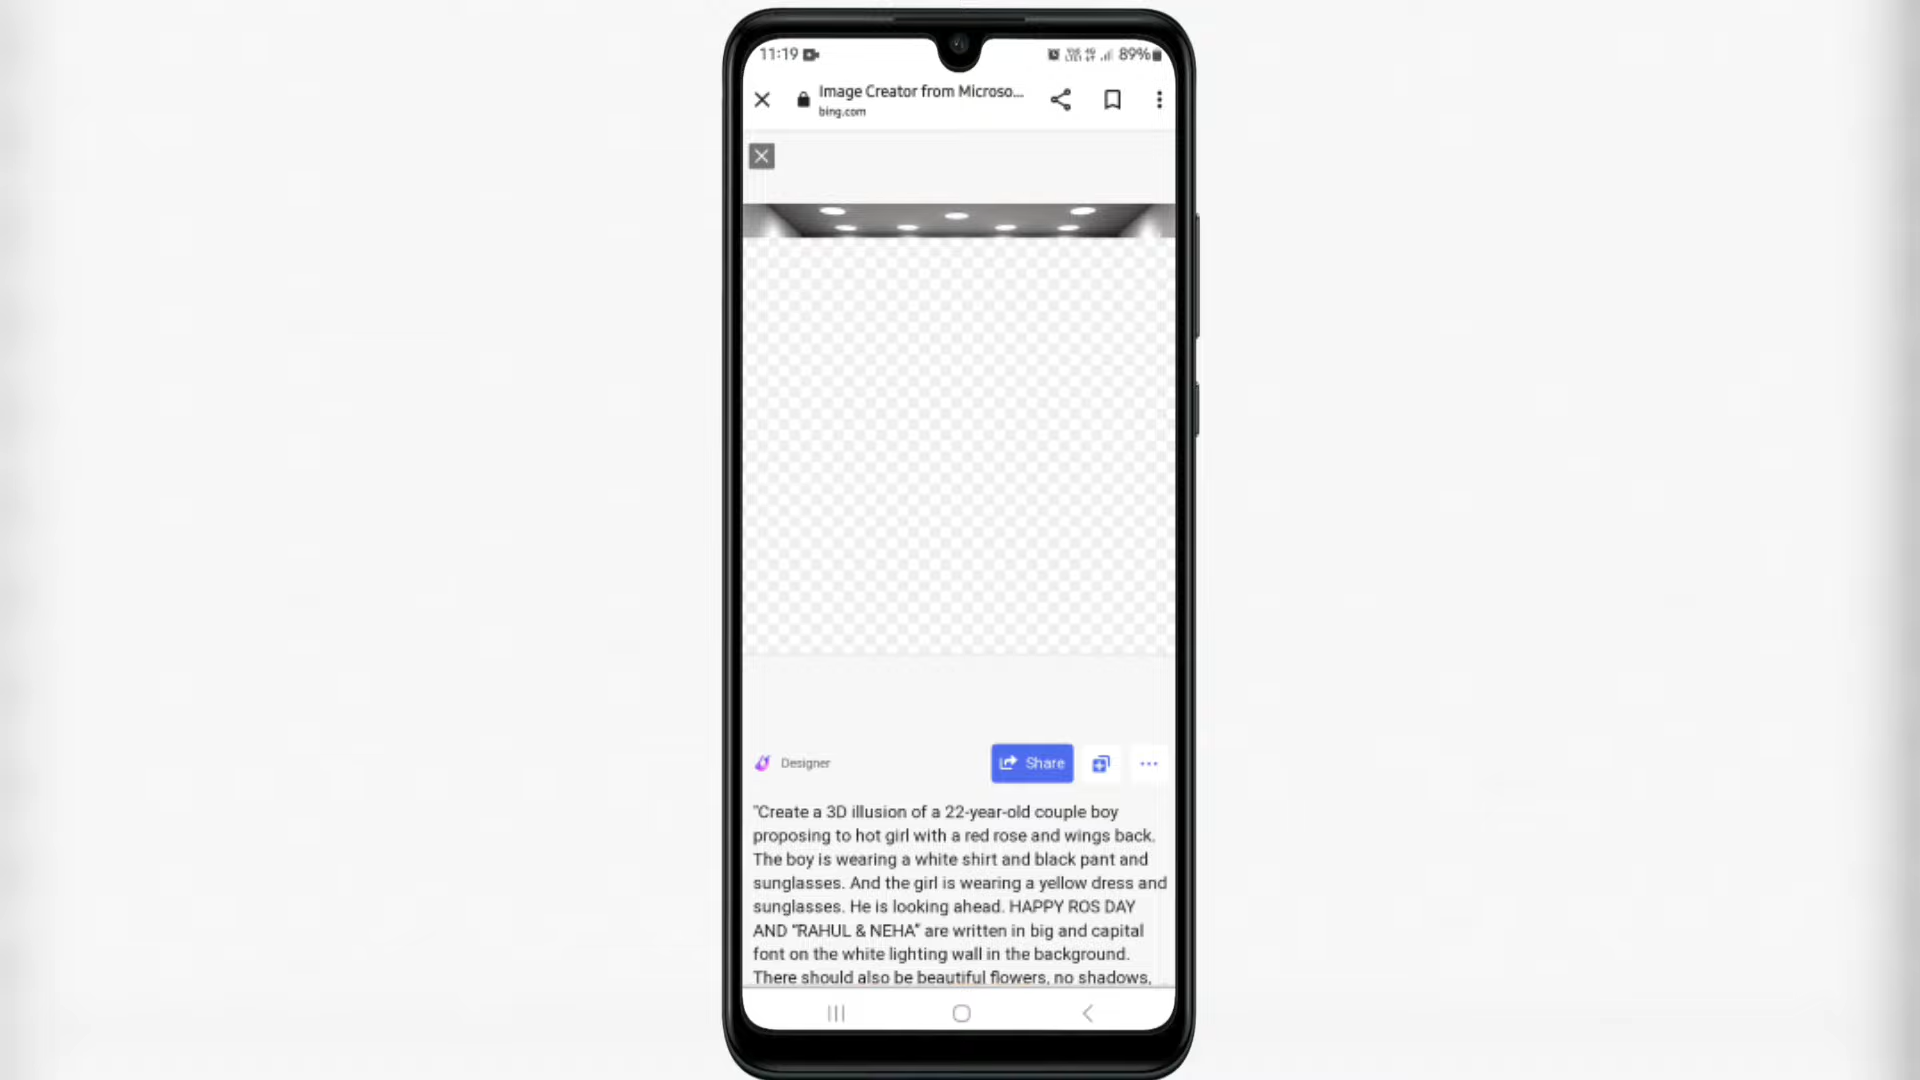 11:19
89%
Image Creator from Microso...
bing.com
Designer
Share
"Create a 3D illusion of a 22-year-old couple boy
proposing to hot girl with a red rose and wings back.
The boy is wearing a white shirt and black pant and
sunglasses. And the girl is wearing a yellow dress and
sunglasses. He is looking ahead. HAPPY ROS DAY
AND "RAHUL & NEHA" are written in big and capital
font on the white lighting wall in the background.
There should also be beautiful flowers, no shadows,